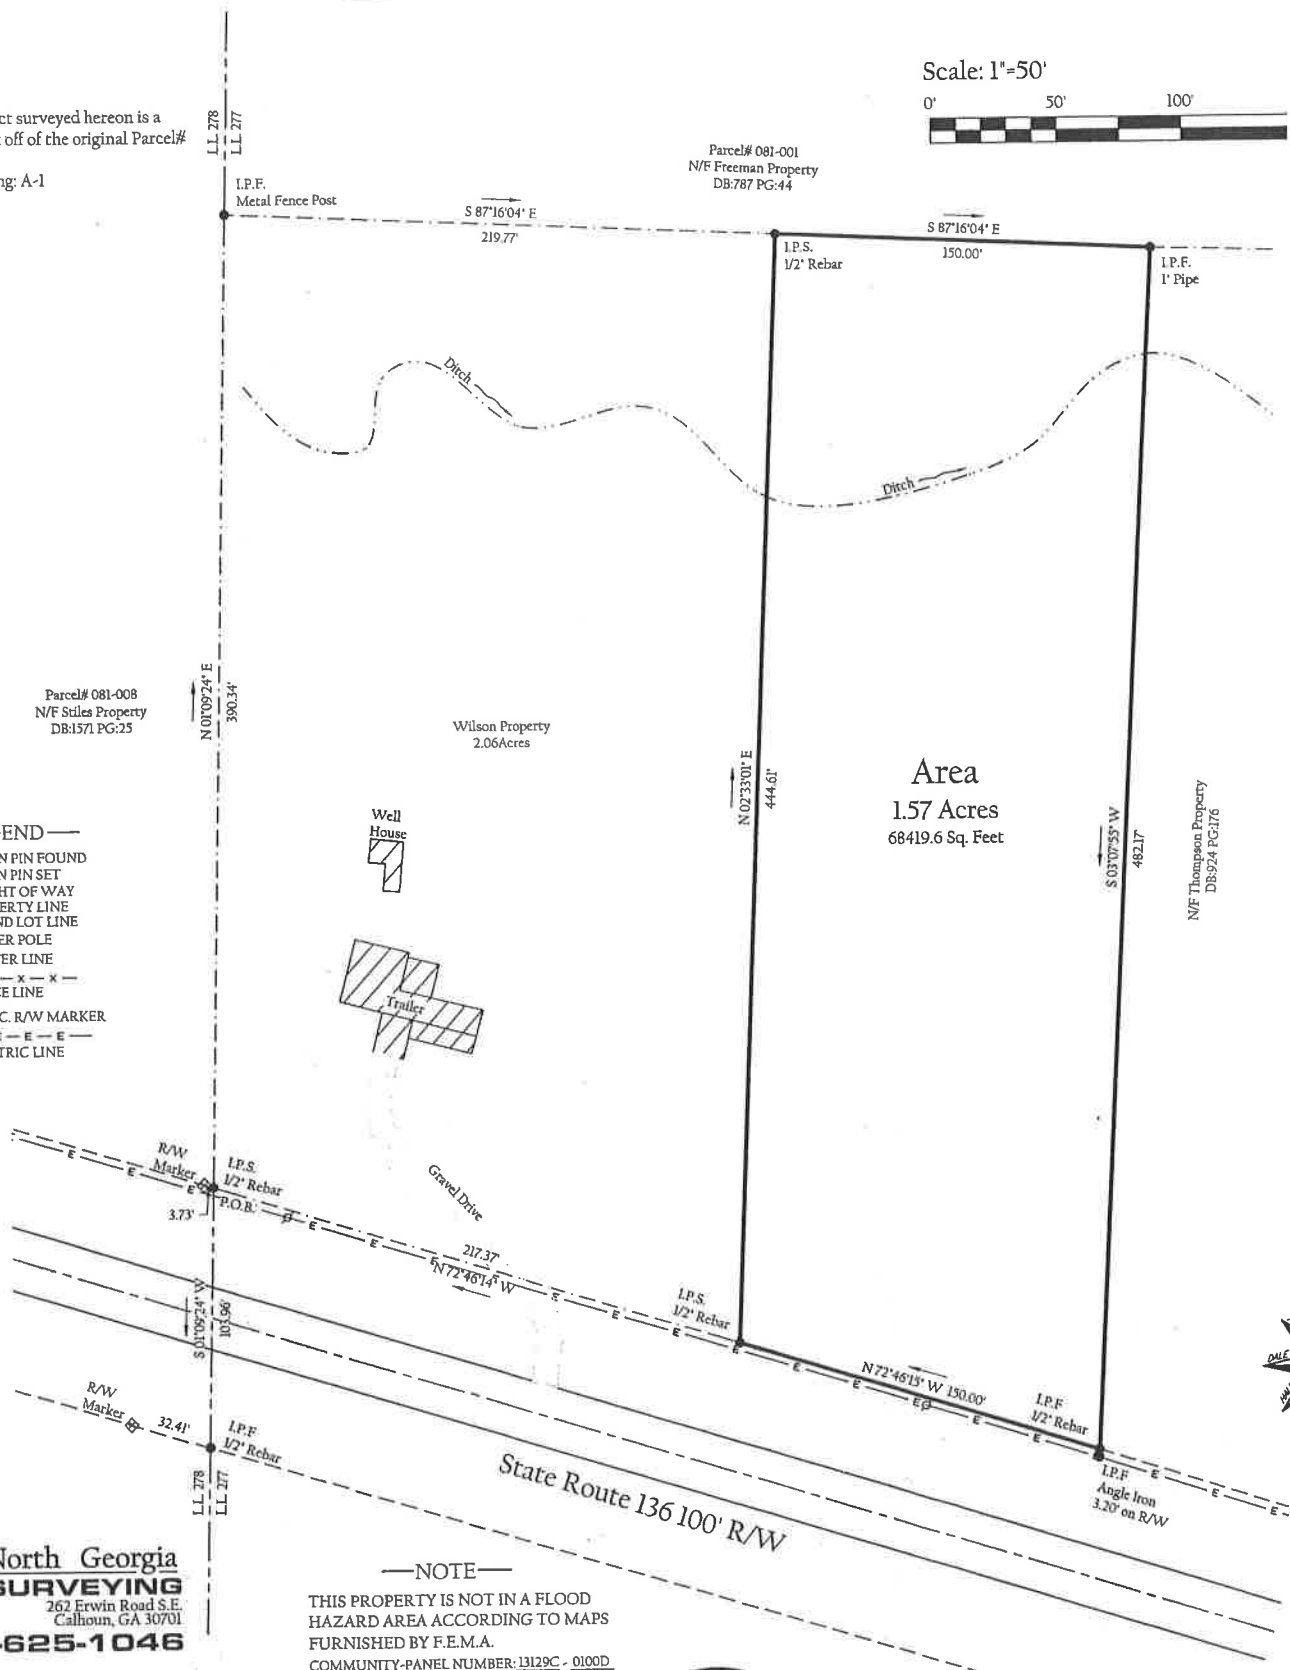 ct surveyed hereon is a
off of the original Parcel#
ng: A-1
L.L. 278
L.L. 277
Scale: 1"=50'
0' 50' 100'
Parcel# 081-001
N/F Freeman Property
DB:787 PG:44
I.P.F.
Metal Fence Post
S 87°16'04" E
219.77'
S 87°16'04" E
150.00'
I.P.S.
1/2" Rebar
I.P.F.
1" Pipe
Ditch
Ditch
Parcel# 081-008
N/F Stiles Property
DB:1571 PG:25
N 01°09'24" E
390.34'
Wilson Property
2.06Acres
N 02°33'01" E
444.61'
Area
1.57 Acres
68419.6 Sq. Feet
S 03°07'55" W
482.17'
N/F Thompson Property
DB:924 PG:176
Well
House
Trailer
END
N PIN FOUND
N PIN SET
HT OF WAY
ERTY LINE
ND LOT LINE
ER POLE
ER LINE
x — x
E LINE
C. R/W MARKER
E — E — E
TRIC LINE
R/W
Marker
3.73'
I.P.S.
1/2" Rebar
P.O.B.
Gravel Drive
217.37'
N 72°46'14" W
S 01°09'24" W
103.96'
I.P.S.
1/2" Rebar
N 72°46'15" W 150.00'
I.P.F
1/2" Rebar
I.P.F
Angle Iron
3.20' on R/W
DALE
R/W
Marker
32.41'
I.P.F
1/2" Rebar
L.L. 278
L.L. 277
State Route 136 100' R/W
North Georgia
SURVEYING
262 Erwin Road S.E.
Calhoun, GA 30701
-625-1046
NOTE
THIS PROPERTY IS NOT IN A FLOOD
HAZARD AREA ACCORDING TO MAPS
FURNISHED BY F.E.M.A.
COMMUNITY-PANEL NUMBER: 13129C - 0100D